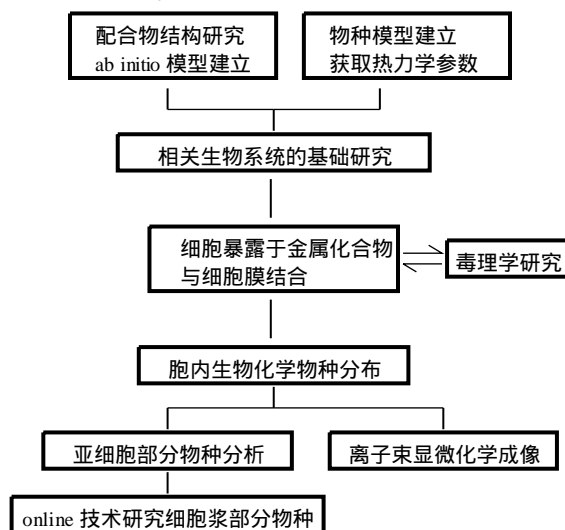 配合物结构研究
ab initio 模型建立
物种模型建立
获取热力学参数
相关生物系统的基础研究
细胞暴露于金属化合物
与细胞膜结合
毒理学研究
胞内生物化学物种分布
亚细胞部分物种分析
离子束显微化学成像
online 技术研究细胞浆部分物种